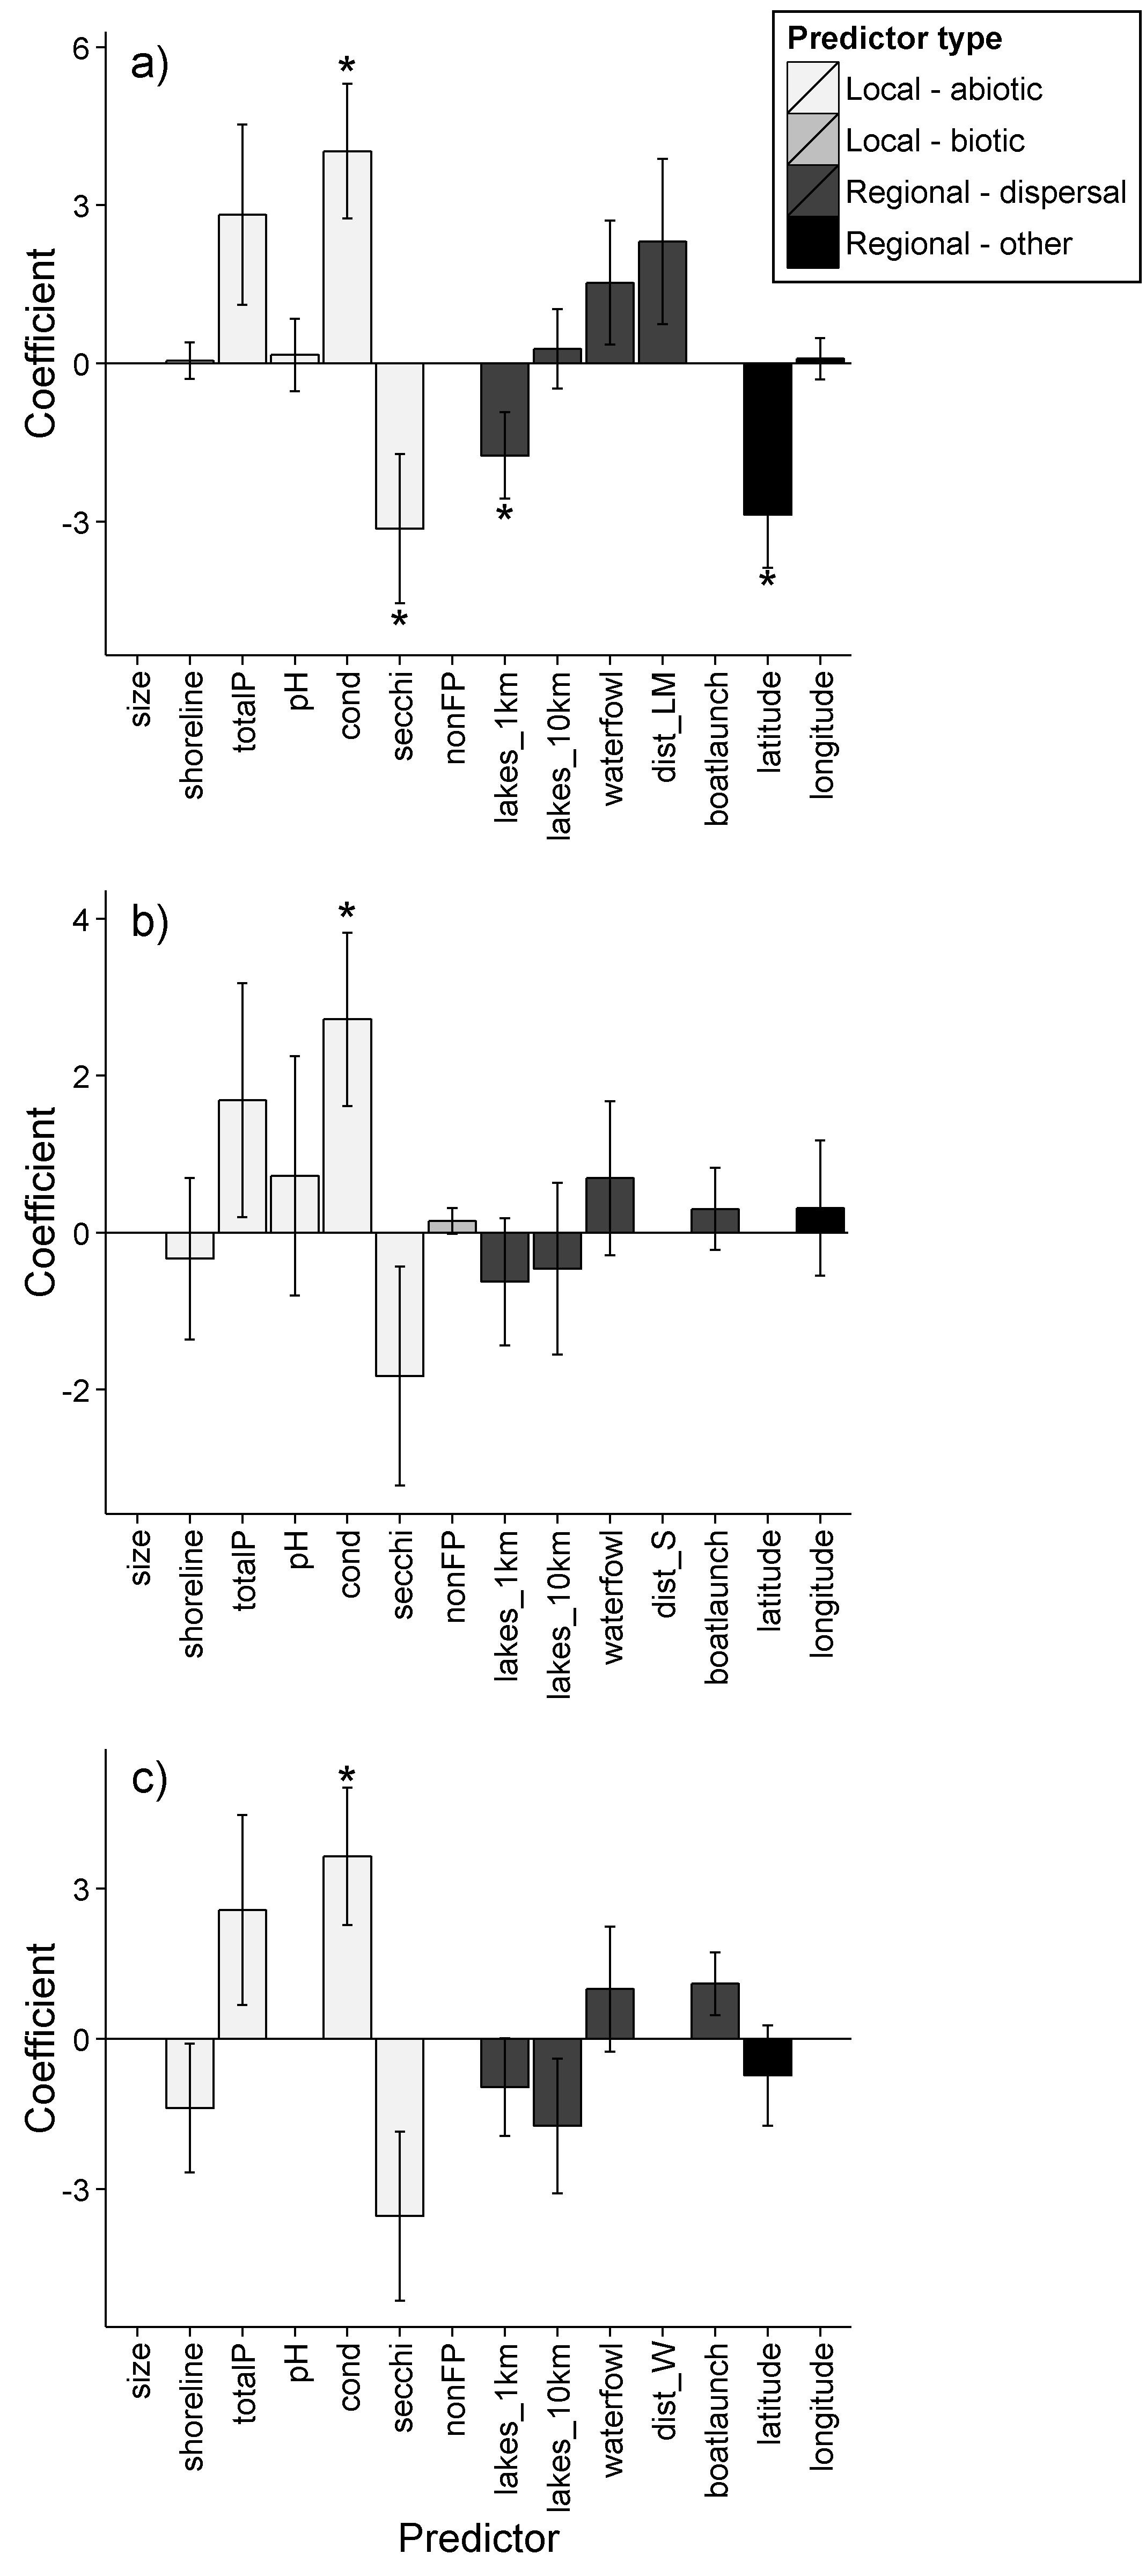 Predictor type
Local - abiotic
Local - biotic
Regional - dispersal
Regional - other
a)
*
6
3
0
-3
*
*
*
Coefficient
size
shoreline
totalP
pH
cond
secchi
nonFP
lakes_1km
lakes_10km
waterfowl
dist_LM
boatlaunch
latitude
longitude
b)
*
4
2
0
-2
Coefficient
size
shoreline
totalP
pH
cond
secchi
nonFP
lakes_1km
lakes_10km
waterfowl
dist_S
boatlaunch
latitude
longitude
c)
*
3
0
-3
Coefficient
size
shoreline
totalP
pH
cond
secchi
nonFP
lakes_1km
lakes_10km
waterfowl
dist_W
boatlaunch
latitude
longitude
Predictor